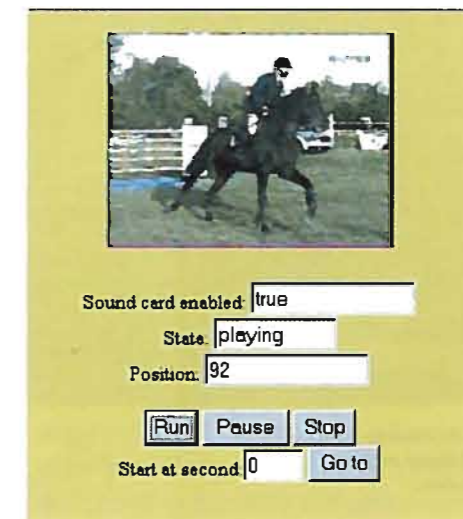 Sound card enabled: true
State: playing
Position: 92
Run Pause Stop
Start at second: 0 Go to